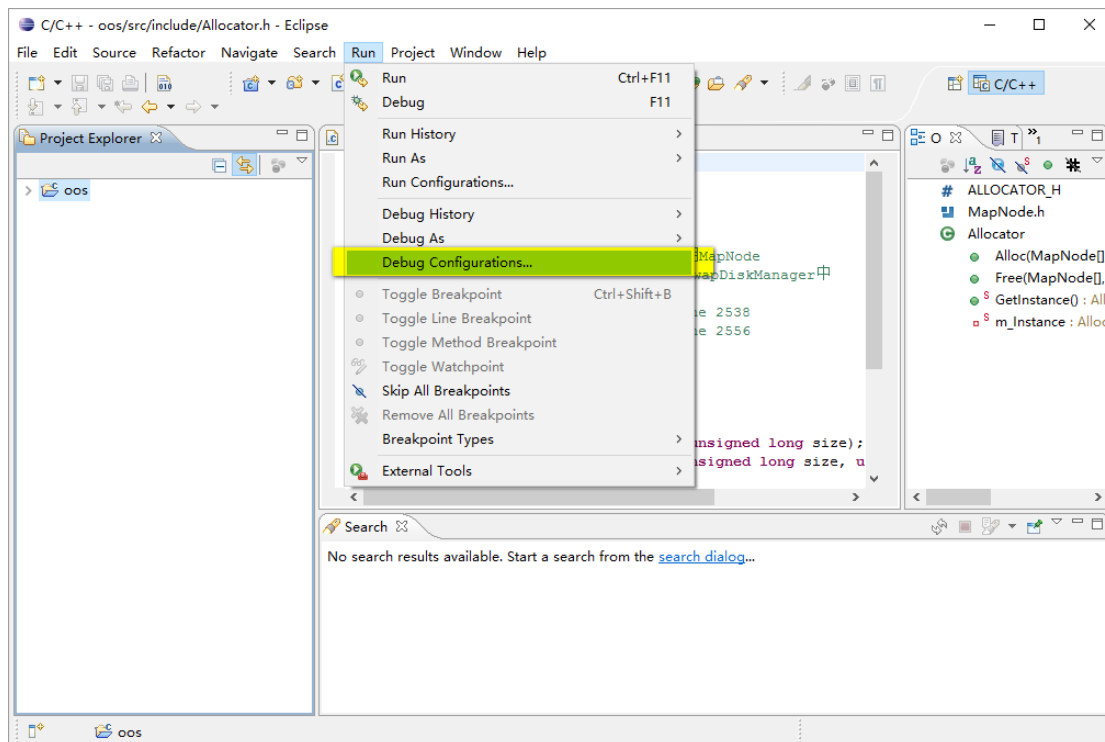 C/C++ - oos/src/include/Allocator.h - Eclipse
File Edit Source Refactor Navigate Search Run Project Window Help
C/C++
Run Ctrl+F11
Debug F11
Run History
Run As
Run Configurations...
Debug History
Debug As
Debug Configurations...
Toggle Breakpoint Ctrl+Shift+B
Toggle Line Breakpoint
Toggle Method Breakpoint
Toggle Watchpoint
Skip All Breakpoints
Remove All Breakpoints
Breakpoint Types
External Tools
Project Explorer
oos
MapNode
wapDiskManager中
ne 2538
ne 2556
unsigned long size);
nsigned long size, u
O T »1
# ALLOCATOR_H
MapNode.h
Allocator
Alloc(MapNode[]
Free(MapNode[],
S GetInstance() : All
S m_Instance : Alloc
Search
No search results available. Start a search from the search dialog...
oos